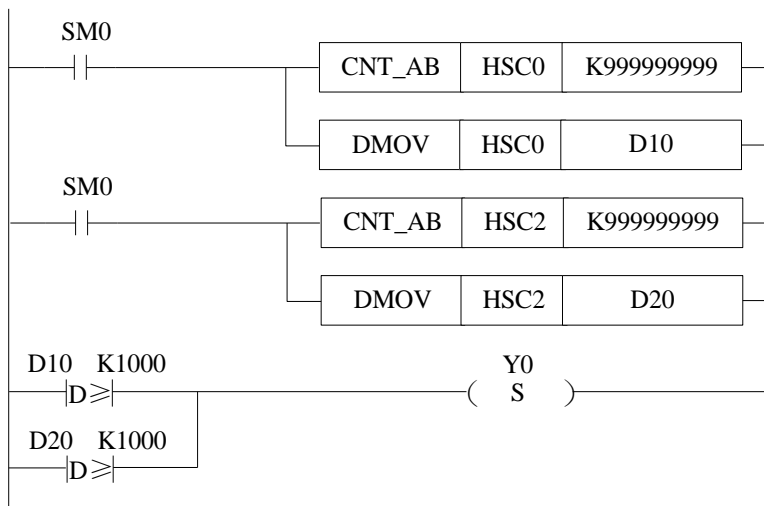 SM0
CNT_AB HSC0 K999999999
DMOV HSC0 D10
SM0
CNT_AB HSC2 K999999999
DMOV HSC2 D20
D10 K1000 Y0
D≥ S
D20 K1000
D≥